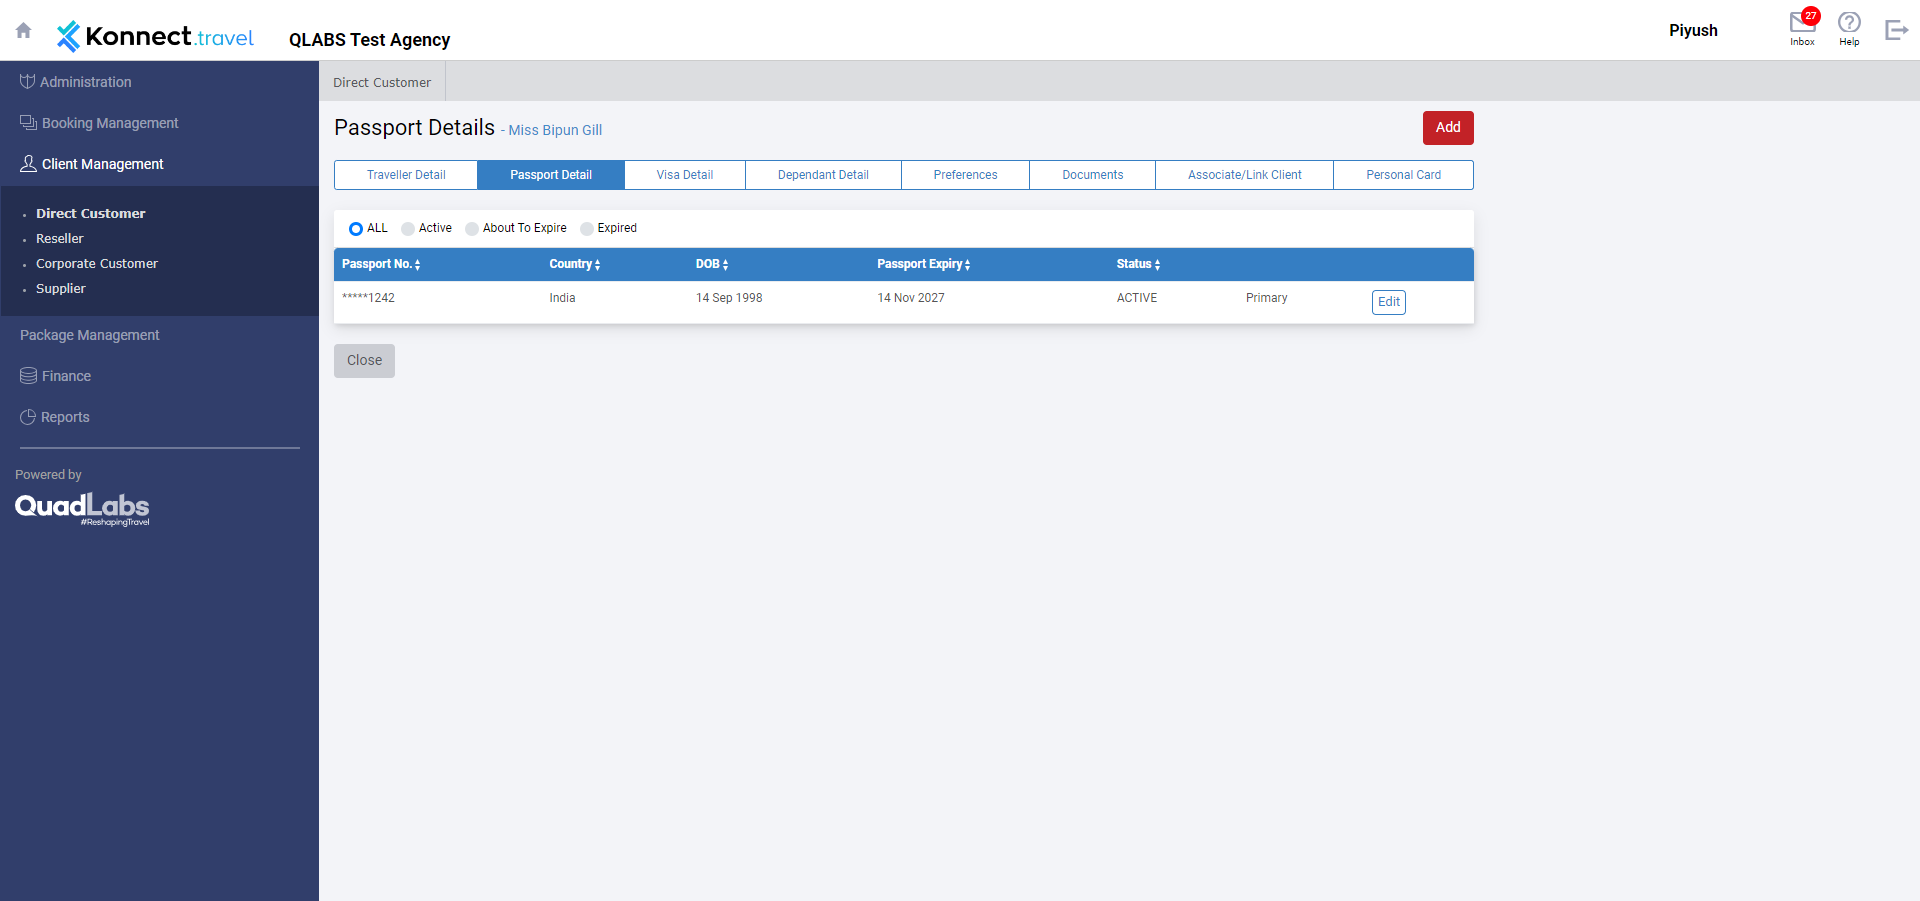 Konnect.travel
QLABS Test Agency
Piyush
27
Inbox
Help
Administration
Booking Management
Client Management
Direct Customer
Reseller
Corporate Customer
Supplier
Package Management
Finance
Reports
Powered by
QuadLabs
#ReshapingTravel
Direct Customer
Passport Details - Miss Bipun Gill
Add
Traveller Detail Passport Detail Visa Detail Dependant Detail Preferences Documents Associate/Link Client Personal Card
ALL Active About To Expire Expired
Passport No. Country DOB Passport Expiry Status
*****1242 India 14 Sep 1998 14 Nov 2027 ACTIVE Primary Edit
Close